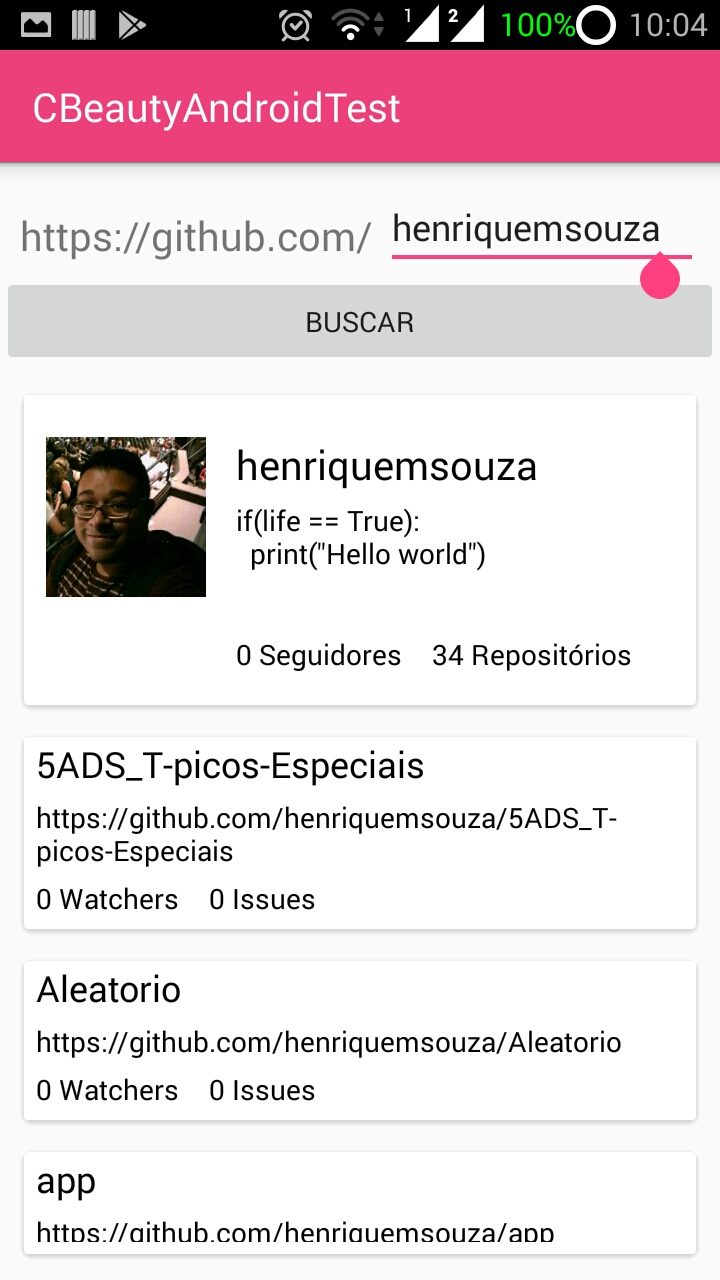 1 2 100% 10:04
CBeautyAndroidTest
https://github.com/ henriquemsouza
BUSCAR
henriquemsouza
if(life == True):
  print("Hello world")
0 Seguidores 34 Repositórios
5ADS_T-picos-Especiais
https://github.com/henriquemsouza/5ADS_T-
picos-Especiais
0 Watchers 0 Issues
Aleatorio
https://github.com/henriquemsouza/Aleatorio
0 Watchers 0 Issues
app
https://github.com/henriquemsouza/app